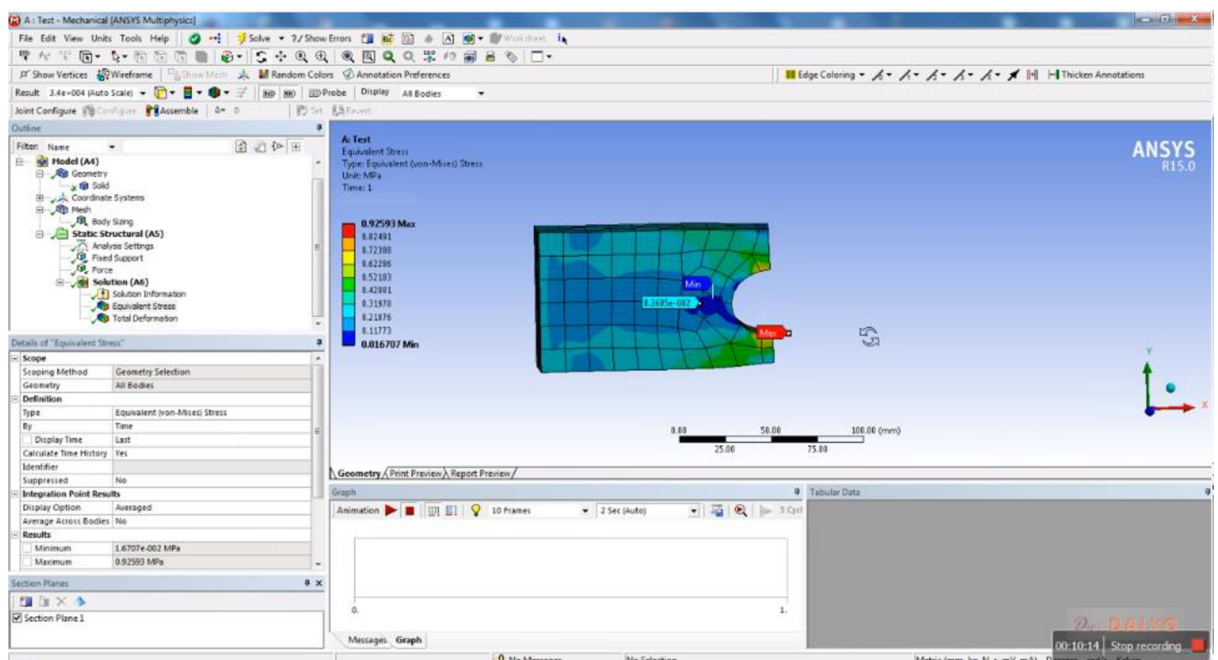 A : Test - Mechanical [ANSYS Multiphysics]
File Edit View Units Tools Help Solve ?/ Show Errors Worksheet
Show Vertices Wireframe Show Mesh Random Colors Annotation Preferences Edge Coloring Thicken Annotations
Result 3.4e+004 (Auto Scale) Probe Display All Bodies
Joint Configure Configure Assemble Δ= 0 Set Revert
Outline
Filter: Name
Model (A4)
Geometry
Solid
Coordinate Systems
Mesh
Body Sizing
Static Structural (A5)
Analysis Settings
Fixed Support
Force
Solution (A6)
Solution Information
Equivalent Stress
Total Deformation
Details of "Equivalent Stress"
Scope
Scoping Method Geometry Selection
Geometry All Bodies
Definition
Type Equivalent (von-Mises) Stress
By Time
Display Time Last
Calculate Time History Yes
Identifier
Suppressed No
Integration Point Results
Display Option Averaged
Average Across Bodies No
Results
Minimum 1.6707e-002 MPa
Maximum 0.92593 MPa
Section Planes
Section Plane 1
A: Test
Equivalent Stress
Type: Equivalent (von-Mises) Stress
Unit: MPa
Time: 1
0.92593 Max
0.82491
0.72388
0.62286
0.52183
0.42081
0.31978
0.21876
0.11773
0.016707 Min
ANSYS
R15.0
Min
Max
Y
X
0.00 50.00 100.00 (mm)
25.00 75.00
Geometry Print Preview Report Preview
Graph
Animation 10 Frames 2 Sec (Auto) 3 Cycl
0. 1.
Messages Graph
Tabular Data
00:10:14 Stop recording
No Messages No Selection